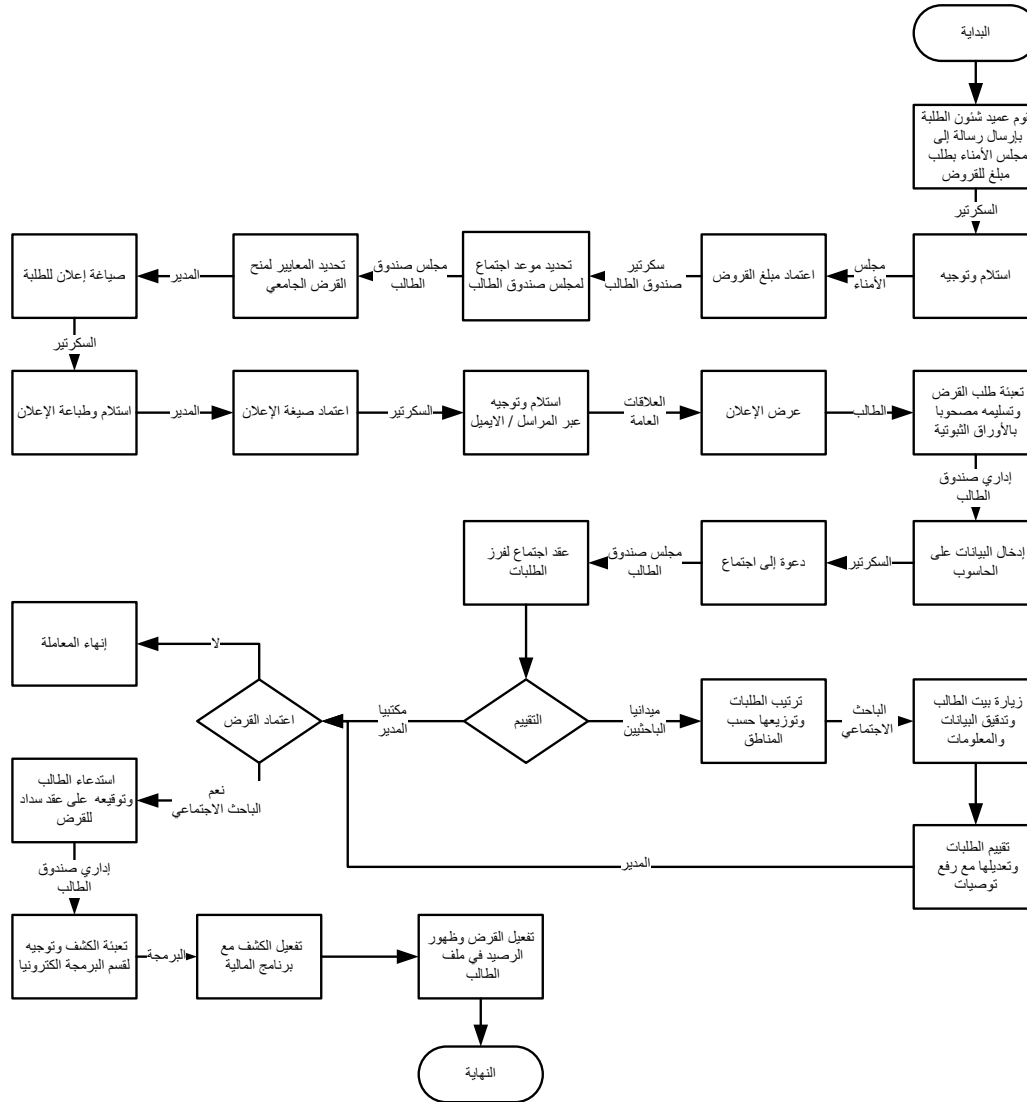 البداية
قوم عميد شئون الطلبة
بإرسال رسالة إلى
مجلس الأمناء بطلب
مبلغ للقروض
السكرتير
استلام وتوجيه
مجلس
الأمناء
اعتماد مبلغ القروض
سكرتير
صندوق الطالب
تحديد موعد اجتماع
لمجلس صندوق الطالب
مجلس صندوق
الطالب
تحديد المعايير لمنح
القرض الجامعي
المدير
صياغة إعلان للطلبة
السكرتير
استلام وطباعة الإعلان
المدير
اعتماد صيغة الإعلان
السكرتير
استلام وتوجيه
عبر المراسل / الايميل
العلاقات
العامة
عرض الإعلان
الطالب
تعبئة طلب القرض
وتسليمه مصحوبا
بالأوراق الثبوتية
إداري صندوق
الطالب
إدخال البيانات على
الحاسوب
السكرتير
دعوة إلى اجتماع
مجلس صندوق
الطالب
عقد اجتماع لفرز
الطلبات
التقييم
ميدانيا
الباحثيين
ترتيب الطلبات
وتوزيعها حسب
المناطق
الباحث
الاجتماعي
زيارة بيت الطالب
وتدقيق البيانات
والمعلومات
تقييم الطلبات
وتعديلها مع رفع
توصيات
المدير
مكتبيا
المدير
اعتماد القرض
لا
إنهاء المعاملة
نعم
الباحث الاجتماعي
استدعاء الطالب
وتوقيعه على عقد سداد
للقرض
إداري صندوق
الطالب
تعبئة الكشف وتوجيه
لقسم البرمجة الكترونيا
البرمجة
تفعيل الكشف مع
برنامج المالية
تفعيل القرض وظهور
الرصيد في ملف
الطالب
النهاية